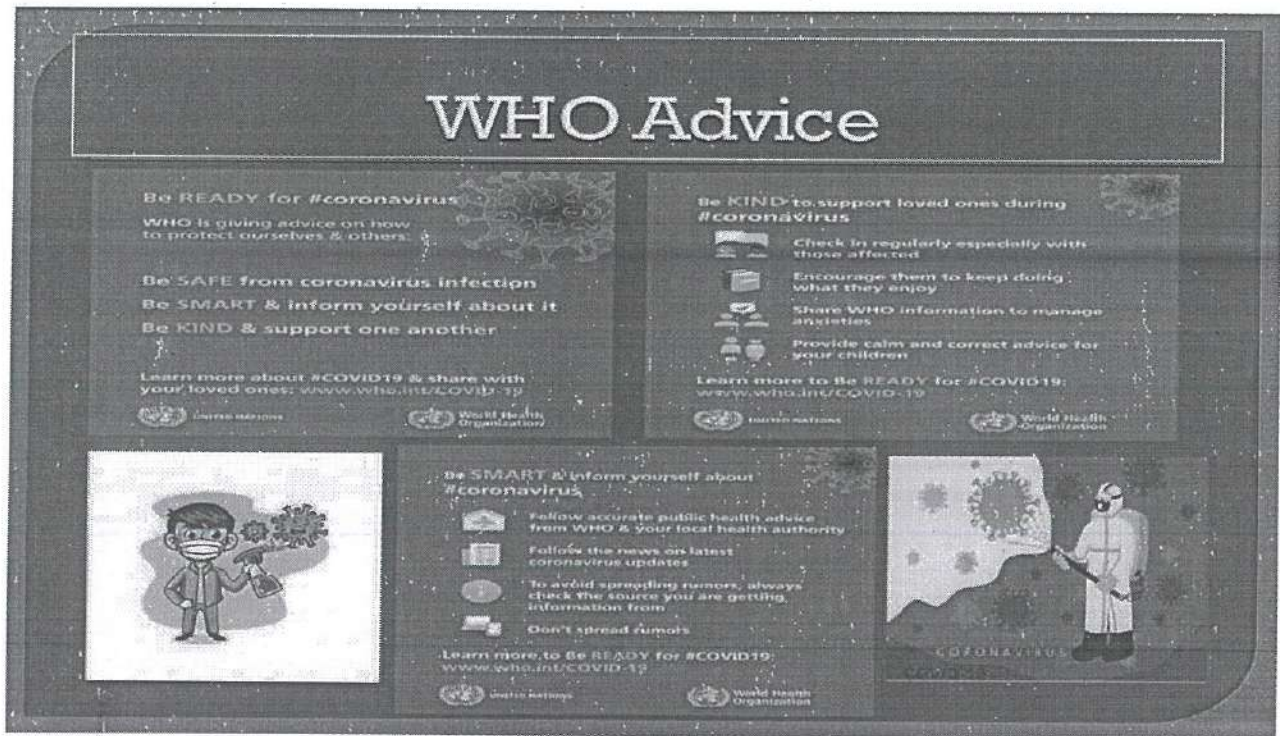 WHO Advice
Be READY for #coronavirus
WHO is giving advice on how
to protect ourselves & others:
Be SAFE from coronavirus infection
Be SMART & inform yourself about it
Be KIND & support one another
Learn more about #COVID19 & share with
your loved ones: www.who.int/COVID-19
UNITED NATIONS
World Health
Organization
Be KIND to support loved ones during
#coronavirus
Check in regularly especially with
those affected
Encourage them to keep doing
what they enjoy
Share WHO information to manage
anxieties
Provide calm and correct advice for
your children
Learn more to Be READY for #COVID19:
www.who.int/COVID-19
UNITED NATIONS
World Health
Organization
Be SMART & inform yourself about
#coronavirus
Follow accurate public health advice
from WHO & your local health authority
Follow the news on latest
coronavirus updates
To avoid spreading rumors, always
check the source you are getting
information from
Don't spread rumors
Learn more to Be READY for #COVID19:
www.who.int/COVID-19
UNITED NATIONS
World Health
Organization
CORONAVIRUS